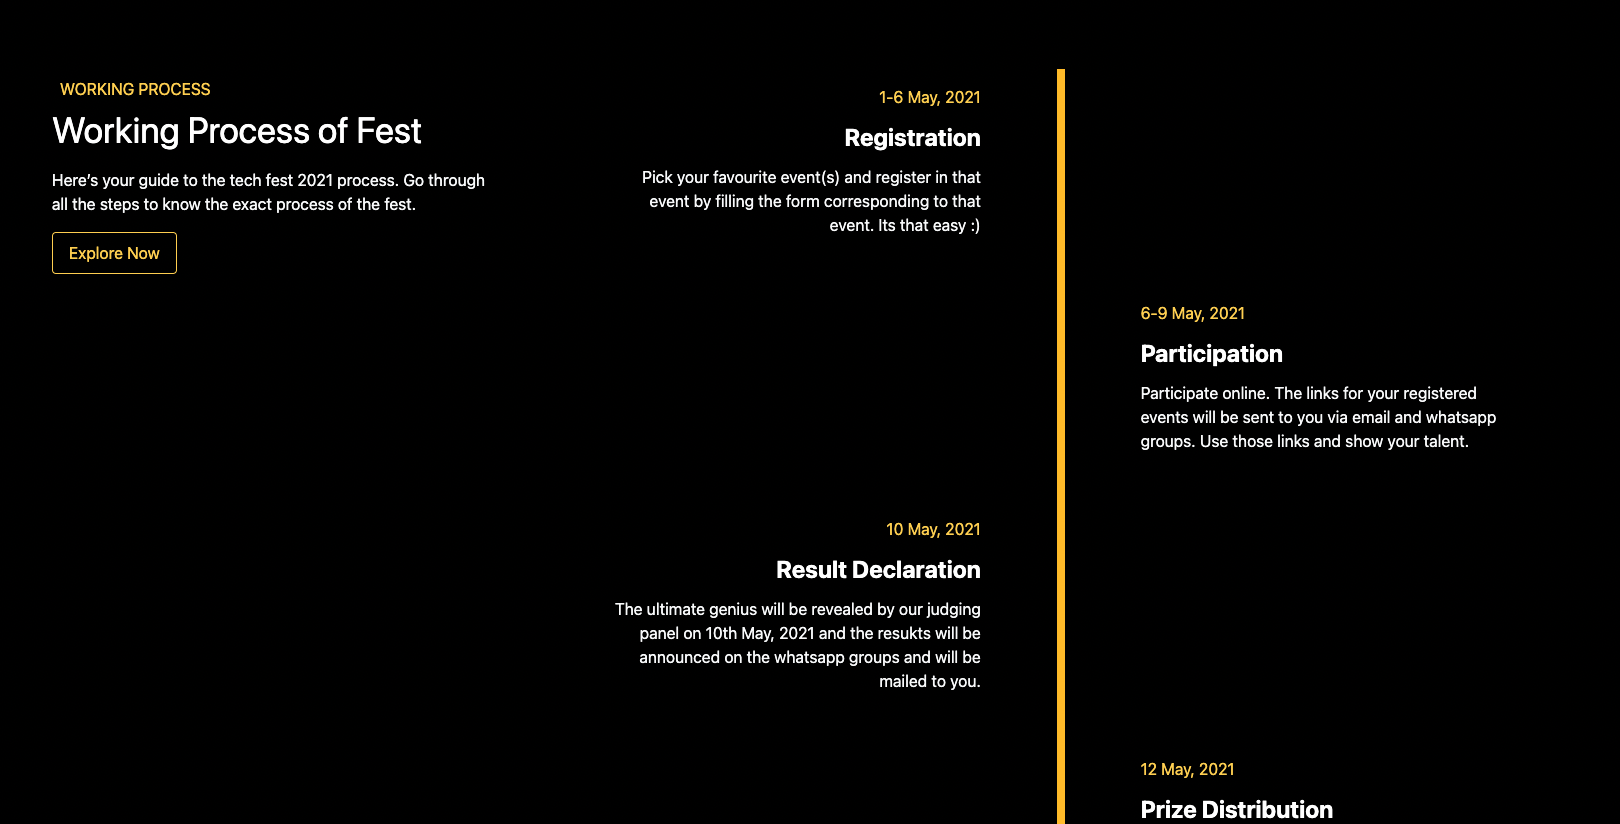 WORKING PROCESS
Working Process of Fest
Here’s your guide to the tech fest 2021 process. Go through
all the steps to know the exact process of the fest.
Explore Now
1-6 May, 2021
Registration
Pick your favourite event(s) and register in that
event by filling the form corresponding to that
event. Its that easy :)
6-9 May, 2021
Participation
Participate online. The links for your registered
events will be sent to you via email and whatsapp
groups. Use those links and show your talent.
10 May, 2021
Result Declaration
The ultimate genius will be revealed by our judging
panel on 10th May, 2021 and the resukts will be
announced on the whatsapp groups and will be
mailed to you.
12 May, 2021
Prize Distribution